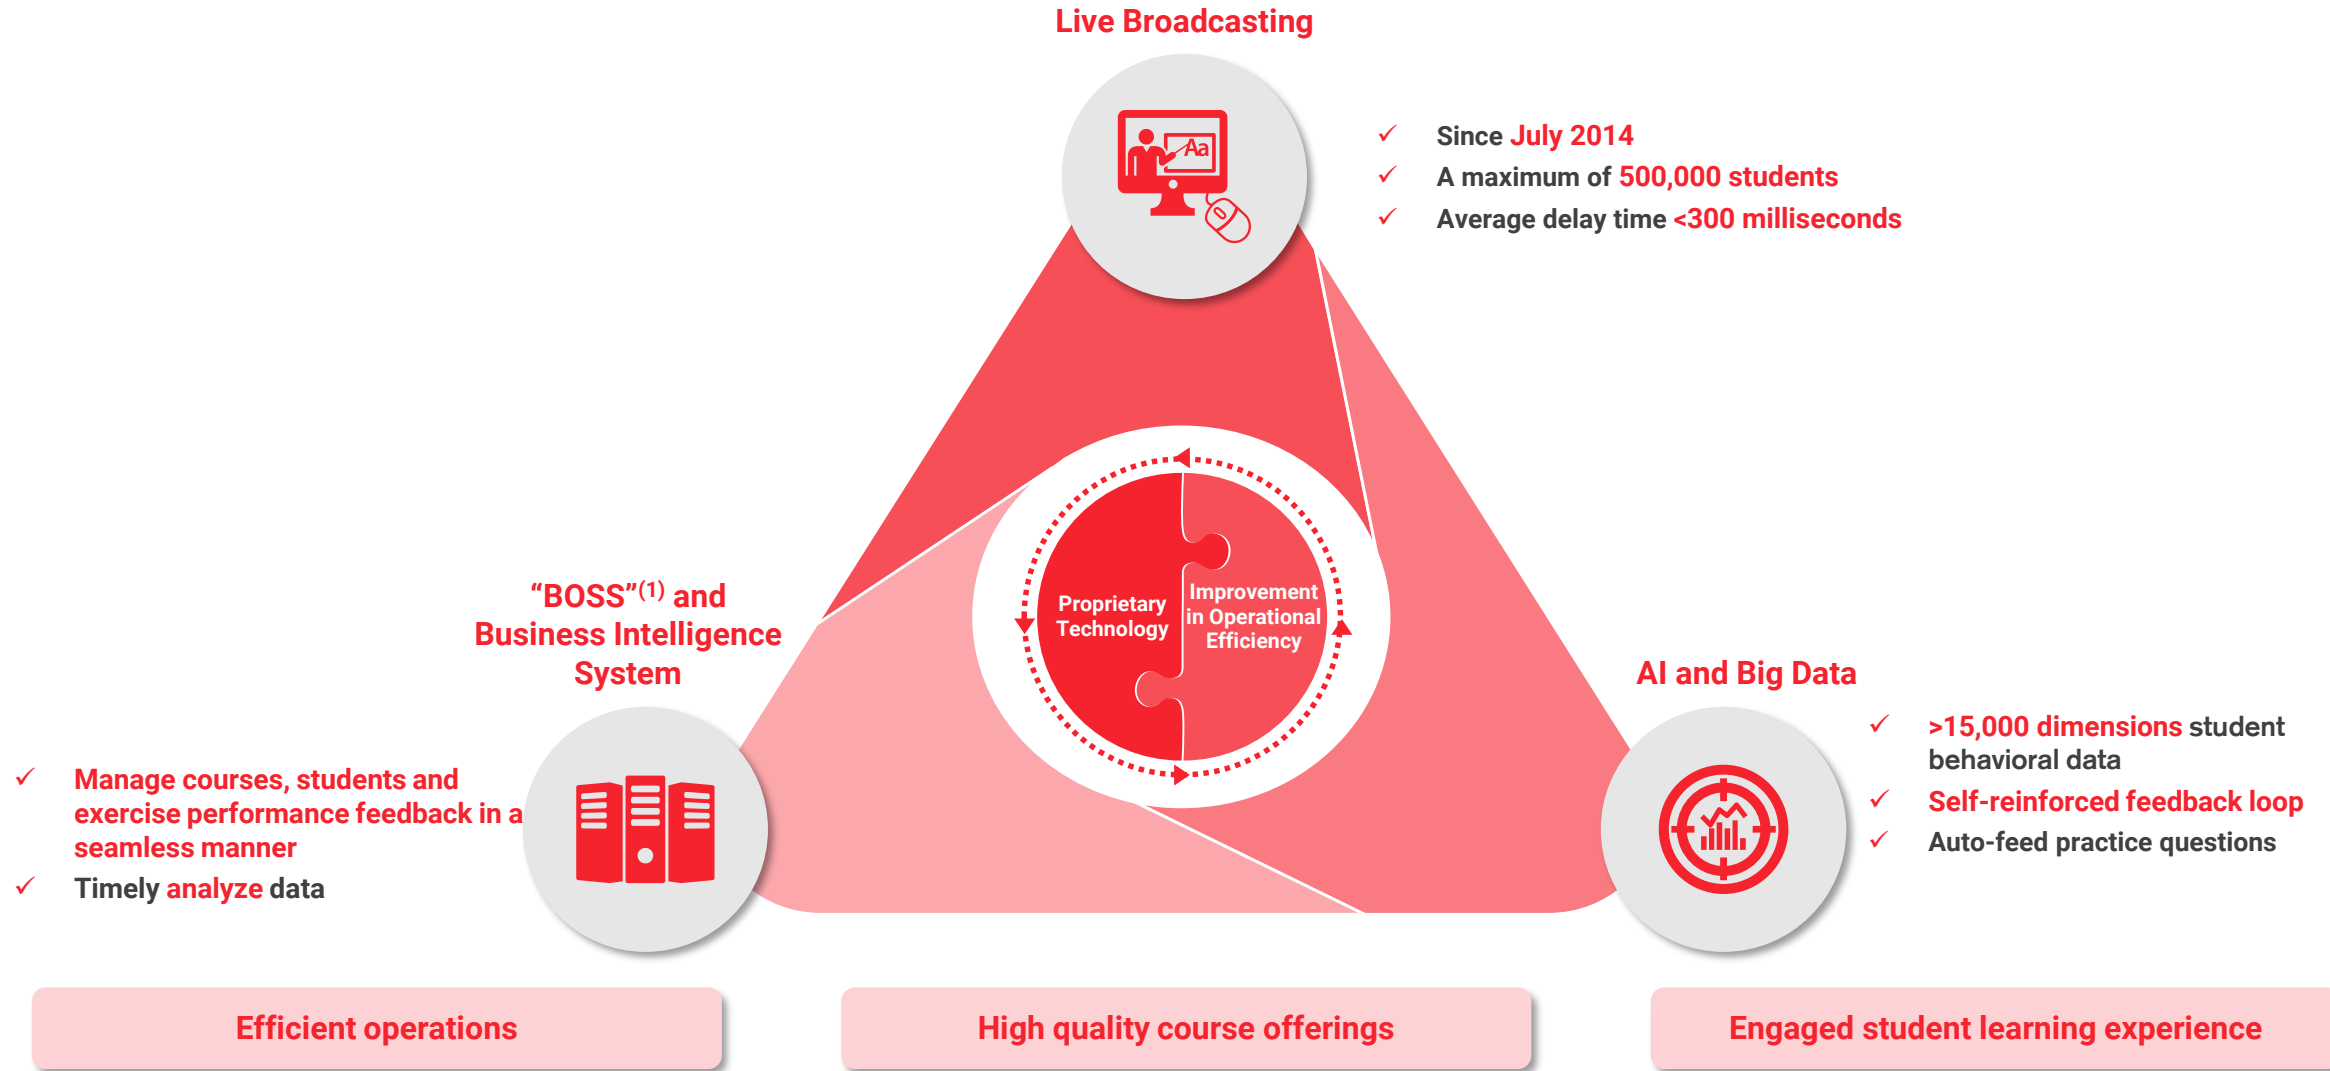 Live Broadcasting
Aa
✓ Since July 2014
✓ A maximum of 500,000 students
✓ Average delay time <300 milliseconds
Proprietary
Technology
Improvement
in Operational
Efficiency
“BOSS”(1) and
Business Intelligence
System
✓ Manage courses, students and
exercise performance feedback in a
seamless manner
✓ Timely analyze data
AI and Big Data
✓ >15,000 dimensions student
behavioral data
✓ Self-reinforced feedback loop
✓ Auto-feed practice questions
Efficient operations
High quality course offerings
Engaged student learning experience